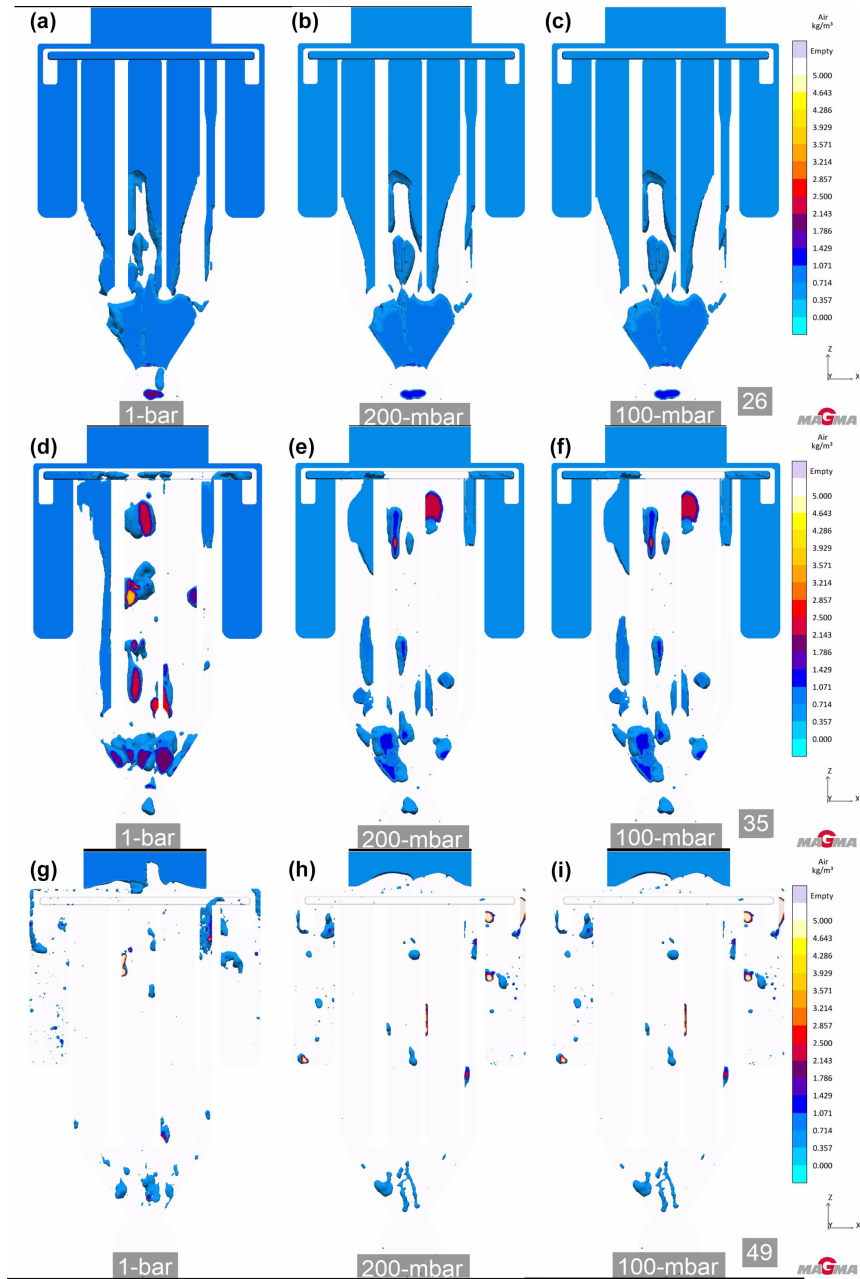 (a)
(b)
(c)
Air
kg/m³
Empty
5.000
4.643
4.286
3.929
3.571
3.214
2.857
2.500
2.143
1.786
1.429
1.071
0.714
0.357
0.000
Z
Y
X
1-bar
200-mbar
100-mbar
26
MAGMA
(d)
(e)
(f)
Air
kg/m³
Empty
5.000
4.643
4.286
3.929
3.571
3.214
2.857
2.500
2.143
1.786
1.429
1.071
0.714
0.357
0.000
Z
Y
X
1-bar
200-mbar
100-mbar
35
MAGMA
(g)
(h)
(i)
Air
kg/m³
Empty
5.000
4.643
4.286
3.929
3.571
3.214
2.857
2.500
2.143
1.786
1.429
1.071
0.714
0.357
0.000
Z
Y
X
1-bar
200-mbar
100-mbar
49
MAGMA